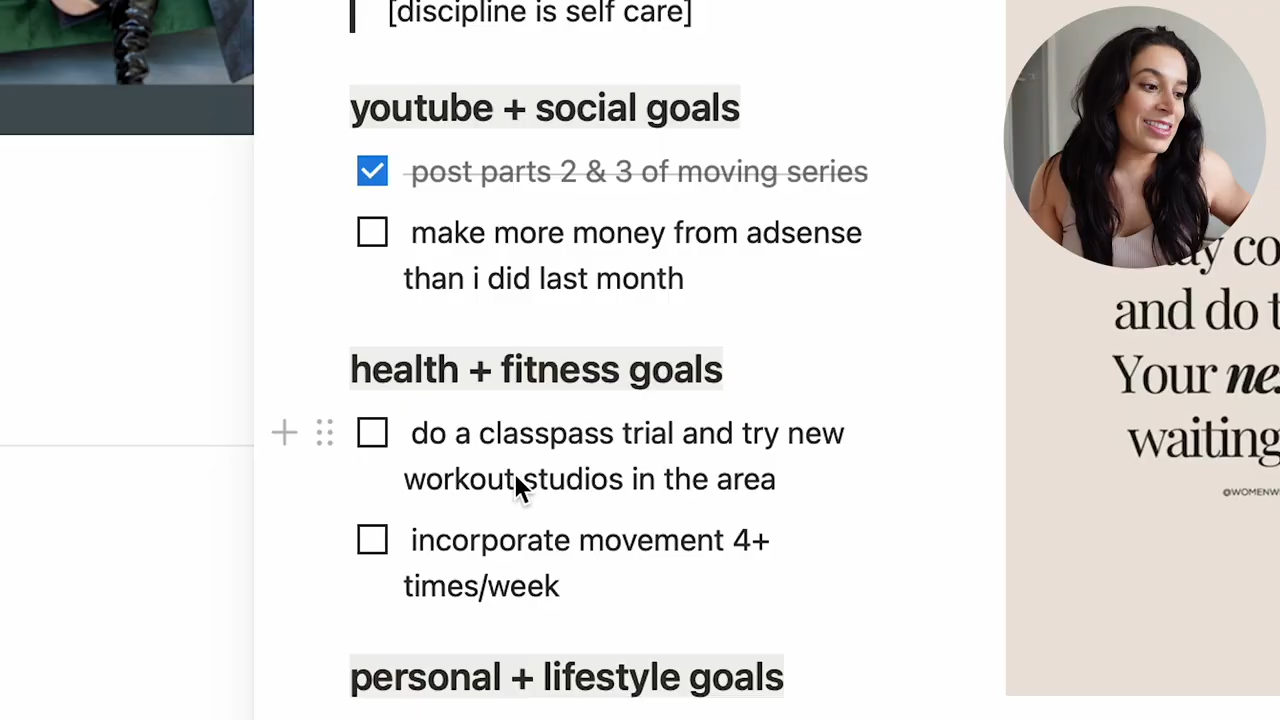 [discipline is self care]
youtube + social goals
post parts 2 & 3 of moving series
make more money from adsense
than i did last month
health + fitness goals
do a classpass trial and try new
workout studios in the area
incorporate movement 4+
times/week
personal + lifestyle goals
and do
Your
waiting